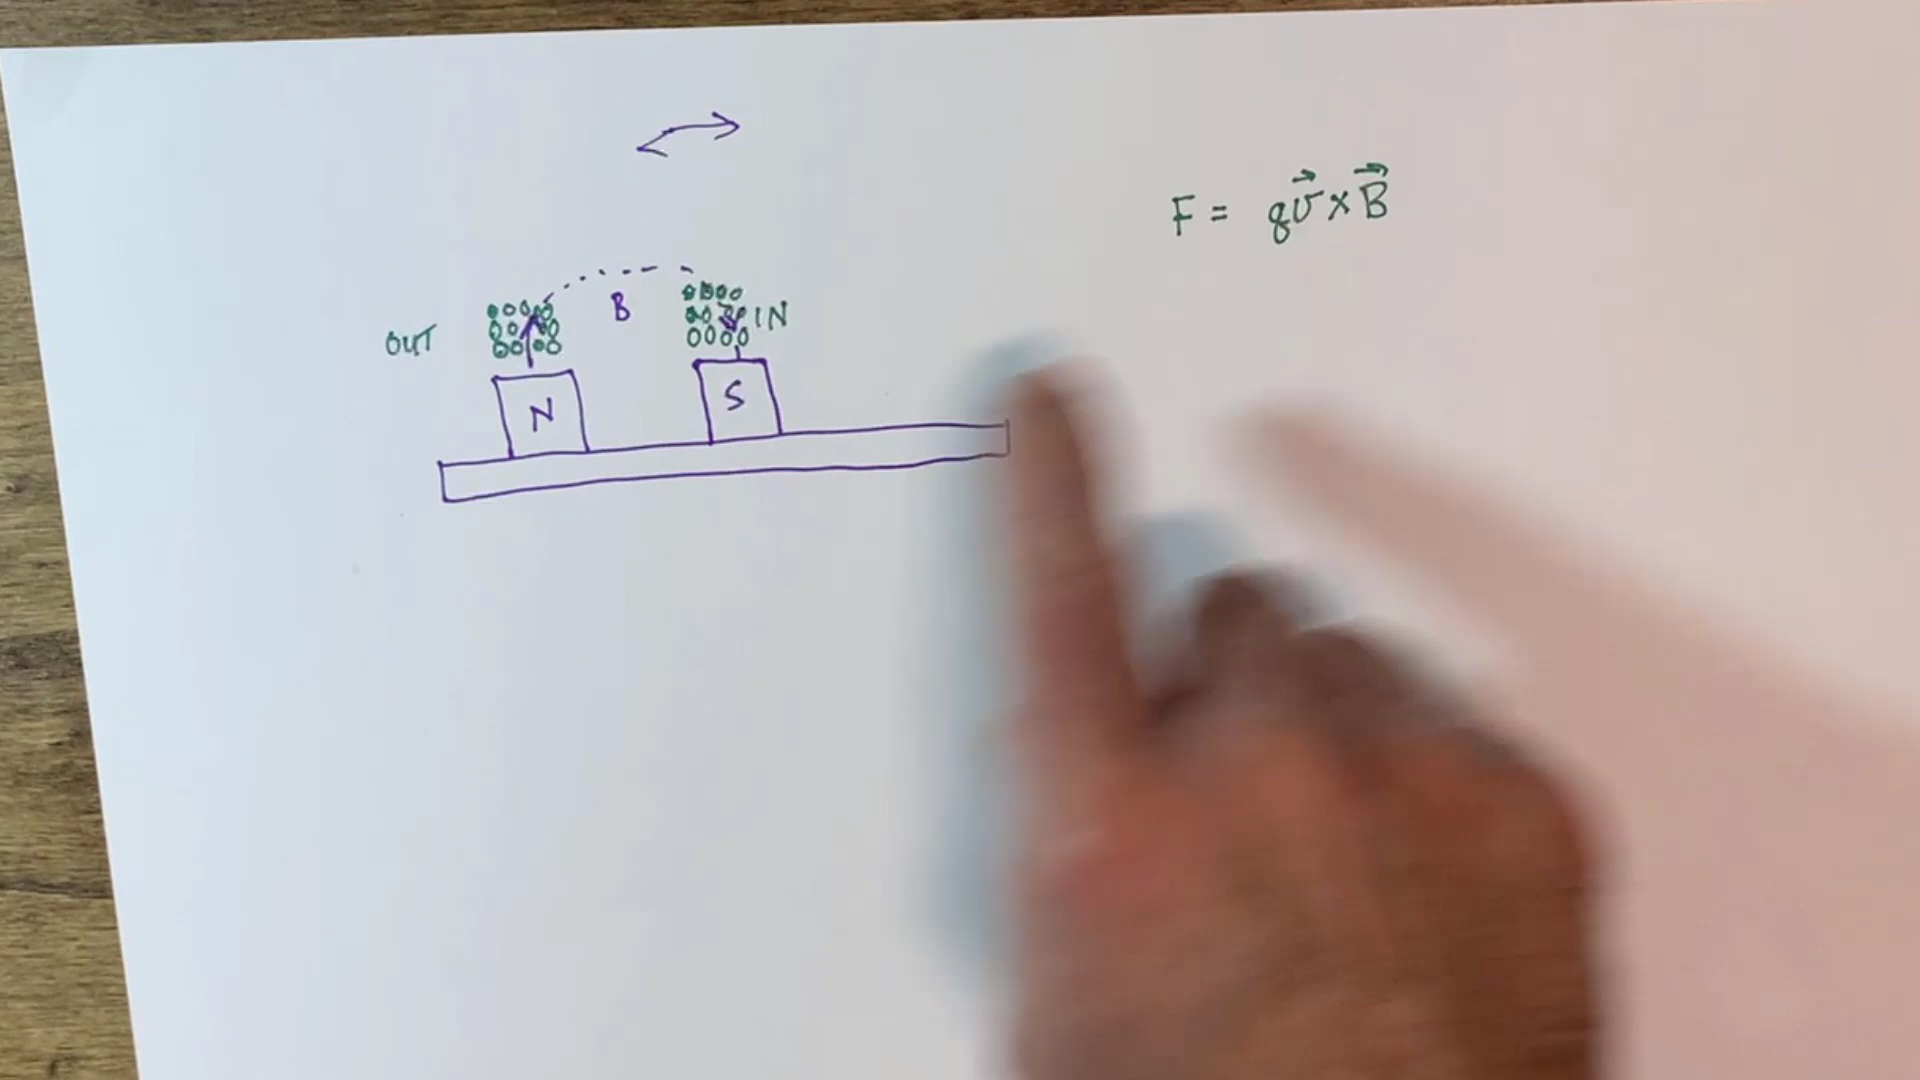 F = qv⃗ × B⃗
B
OUT
IN
N
S